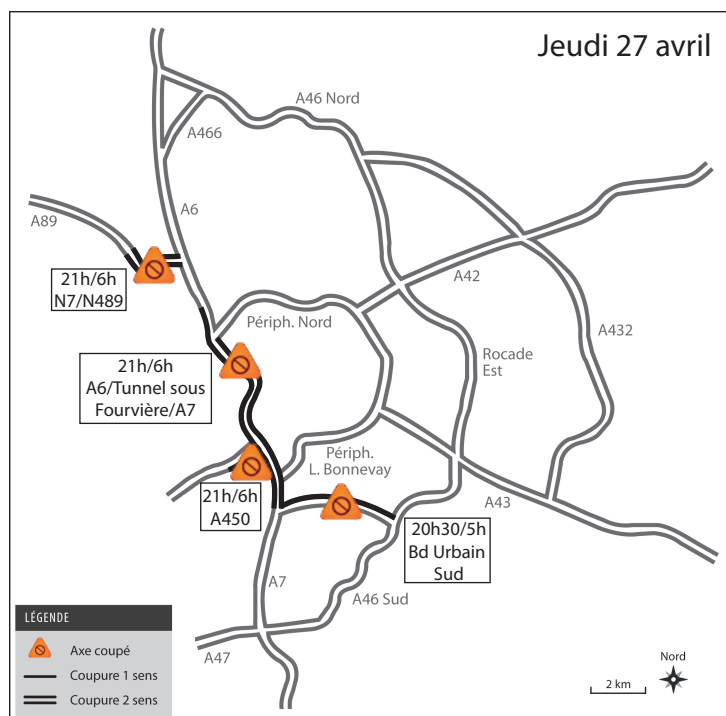 Jeudi 27 avril
A46 Nord
A466
A6
A89
21h/6h
N7/N489
A42
Périph. Nord
A432
Rocade
Est
21h/6h
A6/Tunnel sous
Fourvière/A7
Périph.
L. Bonnevay
21h/6h
A450
A43
20h30/5h
Bd Urbain
Sud
A7
A46 Sud
A47
LÉGENDE
Axe coupé
Coupure 1 sens
Coupure 2 sens
2 km
Nord